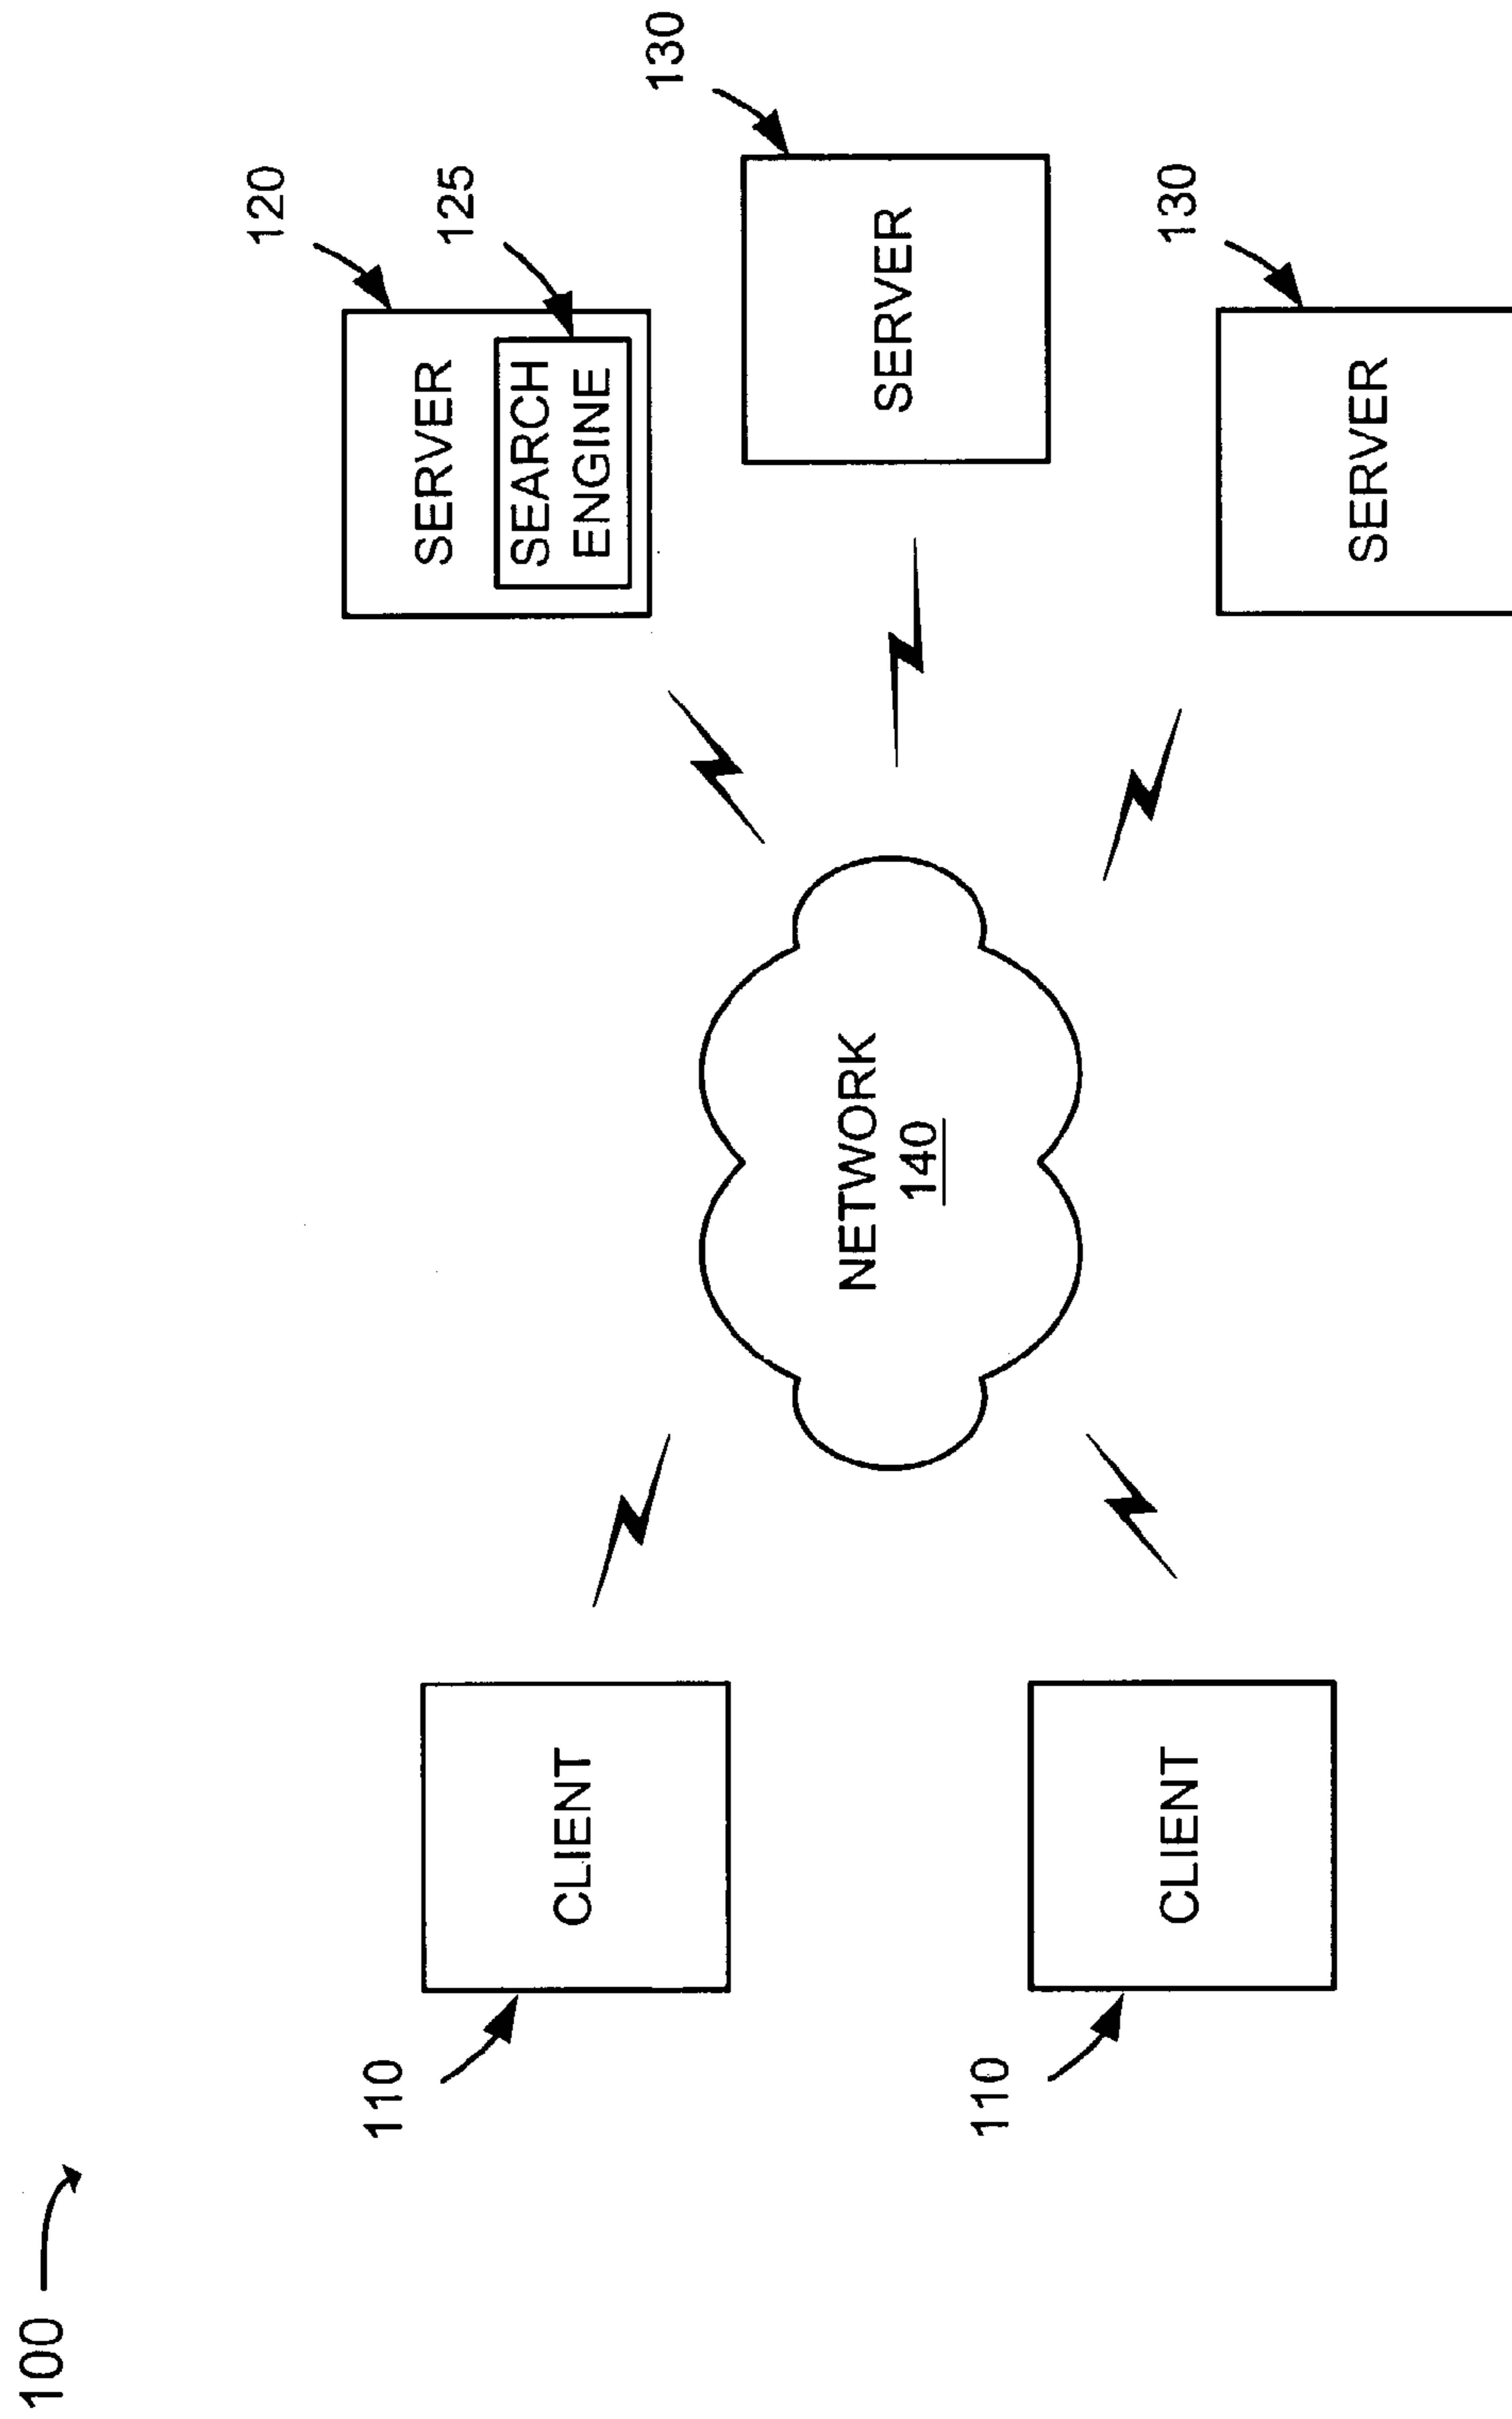 100
110
CLIENT
110
CLIENT
NETWORK
140
120
125
SERVER
SEARCH
ENGINE
130
SERVER
130
SERVER